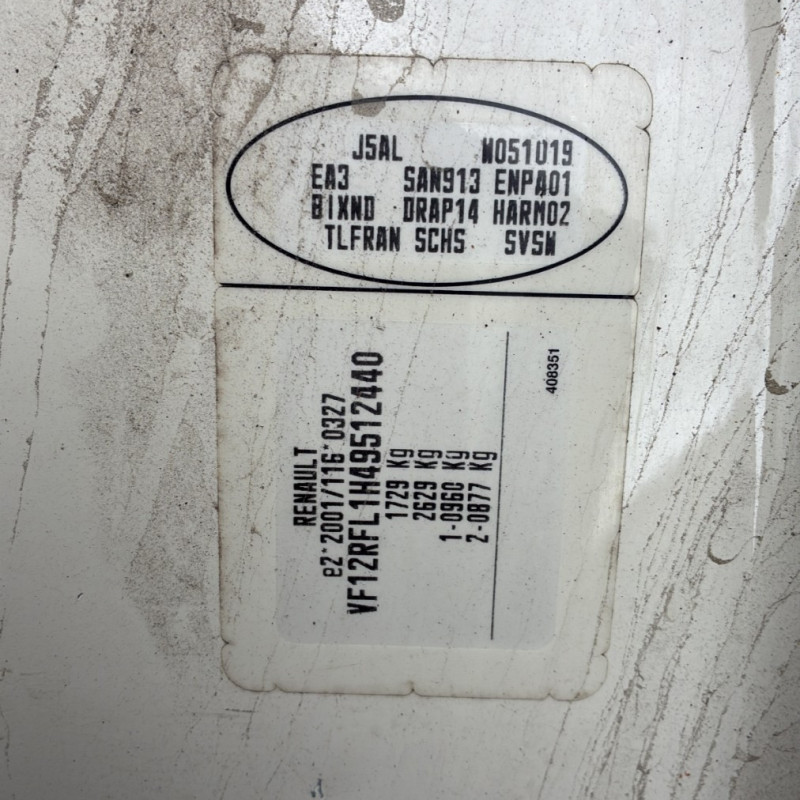 J5AL W051019
EA3 SAN913 ENPA01
BIXND DRAP14 HARM02
TLFRAN SCHS SVSN
RENAULT
e2*2001/116*0327
VF12RFL1H49512440
1729 Kg
2629 Kg
1-0960 Kg
2-0877 Kg
408351